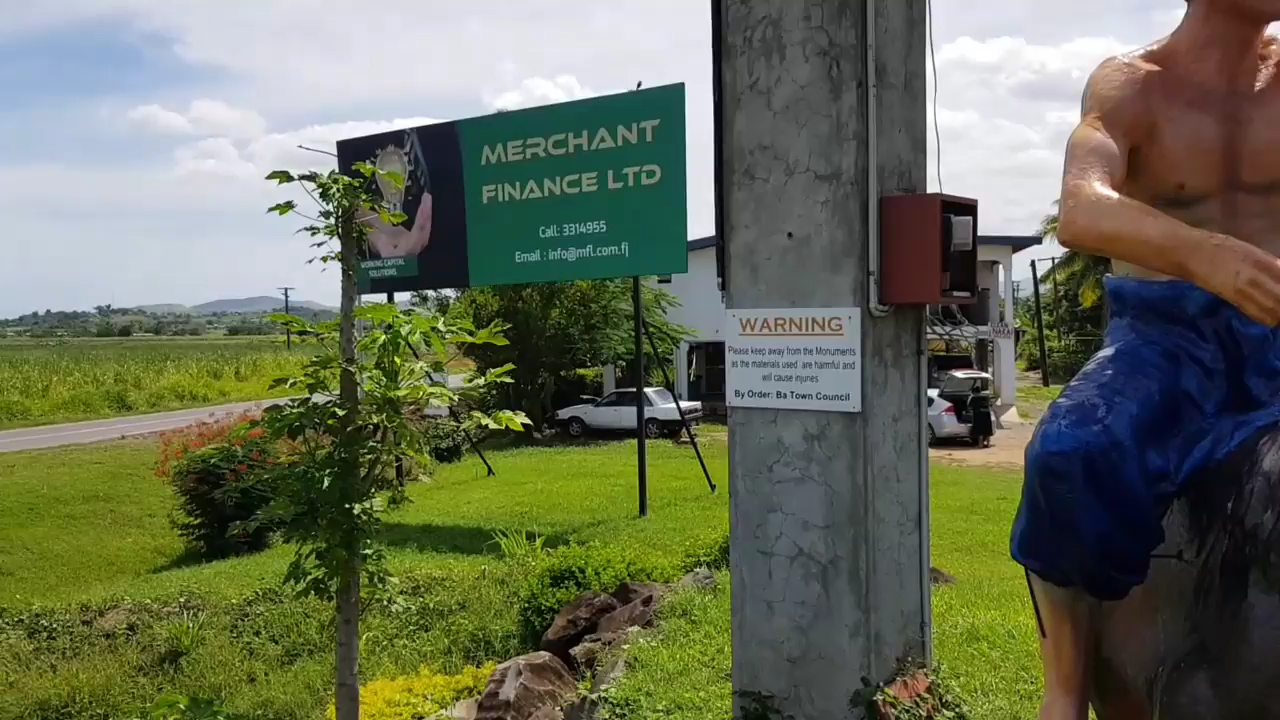 MERCHANT
FINANCE LTD
Call: 3314955
Email : info@mfl.com.fj
WORKING CAPITAL
SOLUTIONS
WARNING
Please keep away from the Monuments
as the materials used are harmful and
will cause injures
By Order: Ba Town Council